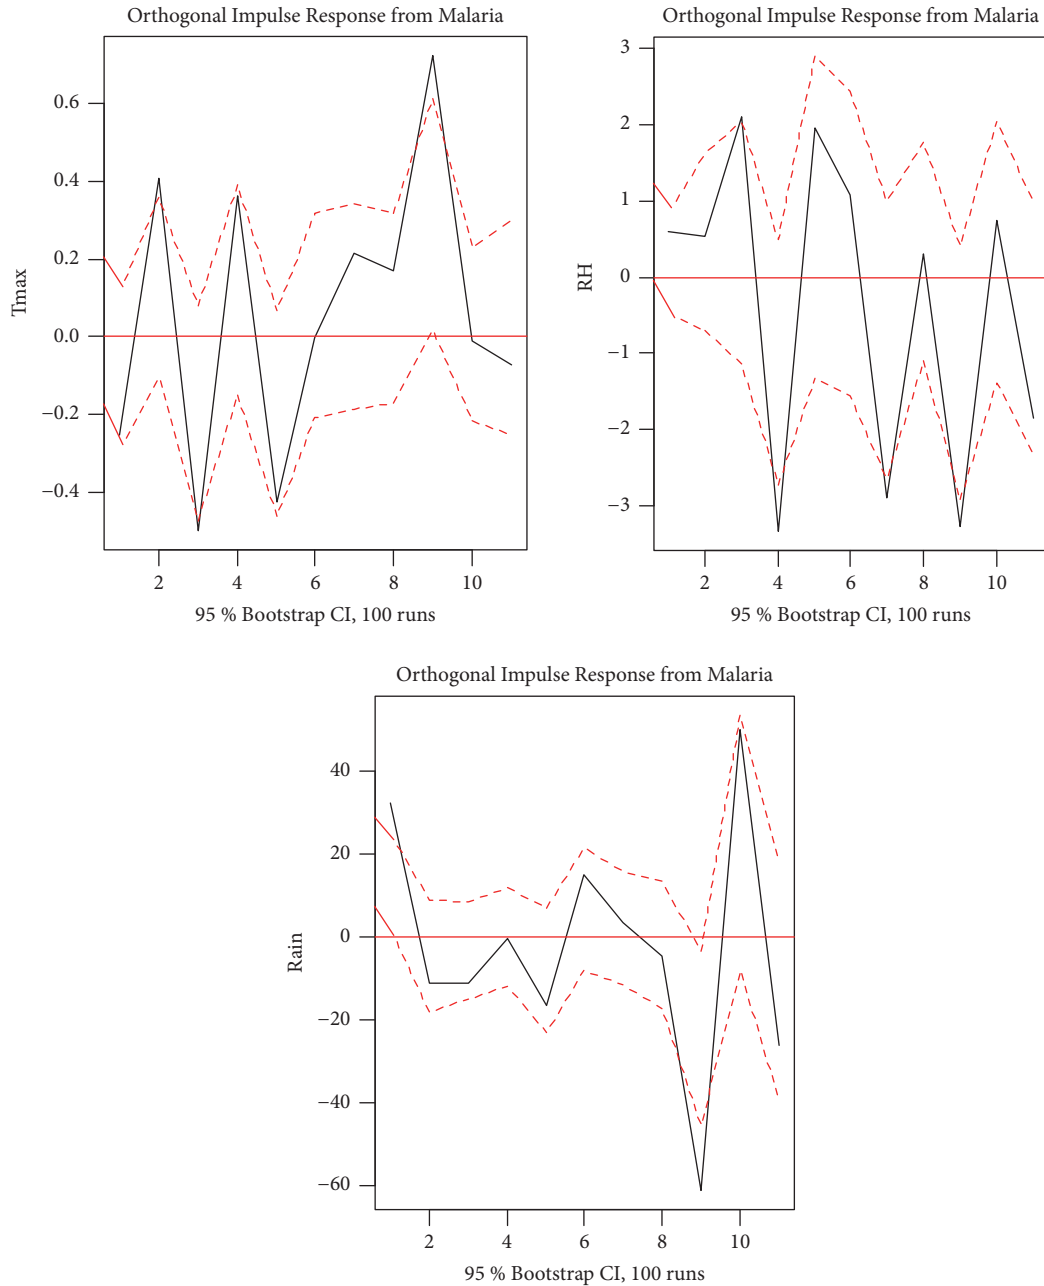 Orthogonal Impulse Response from Malaria
Tmax
0.6
0.4
0.2
0.0
−0.2
−0.4
2 4 6 8 10
95 % Bootstrap CI, 100 runs
Orthogonal Impulse Response from Malaria
RH
3
2
1
0
−1
−2
−3
2 4 6 8 10
95 % Bootstrap CI, 100 runs
Orthogonal Impulse Response from Malaria
Rain
40
20
0
−20
−40
−60
2 4 6 8 10
95 % Bootstrap CI, 100 runs